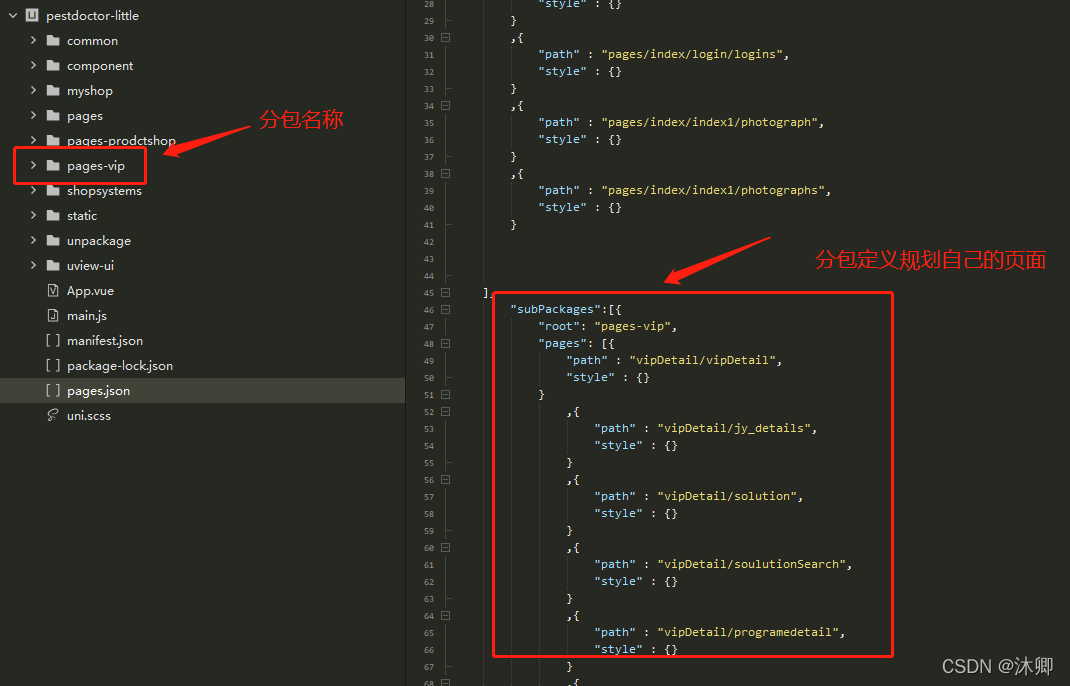 pestdoctor-little
common
component
myshop
pages
pages-prodctshop
pages-vip
shopsystems
static
unpackage
uview-ui
App.vue
main.js
[ ] manifest.json
[ ] package-lock.json
[ ] pages.json
uni.scss
分包名称
28 "style" : {}
29 }
30 ,{
31 "path" : "pages/index/login/logins",
32 "style" : {}
33 }
34 ,{
35 "path" : "pages/index/index1/photograph",
36 "style" : {}
37 }
38 ,{
39 "path" : "pages/index/index1/photographs",
40 "style" : {}
41 }
42
43
44
分包定义规划自己的页面
45 ],
46 "subPackages":[{
47 "root": "pages-vip",
48 "pages": [{
49 "path" : "vipDetail/vipDetail",
50 "style" : {}
51 }
52 ,{
53 "path" : "vipDetail/jy_details",
54 "style" : {}
55 }
56 ,{
57 "path" : "vipDetail/solution",
58 "style" : {}
59 }
60 ,{
61 "path" : "vipDetail/soulutionSearch",
62 "style" : {}
63 }
64 ,{
65 "path" : "vipDetail/programedetail",
66 "style" : {}
67 }
68 ,{
CSDN @沐卿